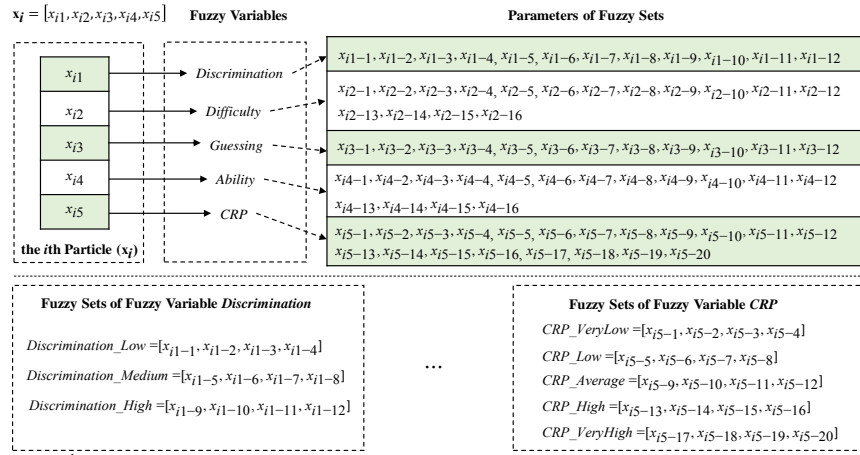 x_i = [x_i1, x_i2, x_i3, x_i4, x_i5]
Fuzzy Variables
Parameters of Fuzzy Sets
x_i1
x_i2
x_i3
x_i4
x_i5
the ith Particle (x_i)
Discrimination
Difficulty
Guessing
Ability
CRP
x_i1−1, x_i1−2, x_i1−3, x_i1−4, x_i1−5, x_i1−6, x_i1−7, x_i1−8, x_i1−9, x_i1−10, x_i1−11, x_i1−12
x_i2−1, x_i2−2, x_i2−3, x_i2−4, x_i2−5, x_i2−6, x_i2−7, x_i2−8, x_i2−9, x_i2−10, x_i2−11, x_i2−12
x_i2−13, x_i2−14, x_i2−15, x_i2−16
x_i3−1, x_i3−2, x_i3−3, x_i3−4, x_i3−5, x_i3−6, x_i3−7, x_i3−8, x_i3−9, x_i3−10, x_i3−11, x_i3−12
x_i4−1, x_i4−2, x_i4−3, x_i4−4, x_i4−5, x_i4−6, x_i4−7, x_i4−8, x_i4−9, x_i4−10, x_i4−11, x_i4−12
x_i4−13, x_i4−14, x_i4−15, x_i4−16
x_i5−1, x_i5−2, x_i5−3, x_i5−4, x_i5−5, x_i5−6, x_i5−7, x_i5−8, x_i5−9, x_i5−10, x_i5−11, x_i5−12
x_i5−13, x_i5−14, x_i5−15, x_i5−16, x_i5−17, x_i5−18, x_i5−19, x_i5−20
Fuzzy Sets of Fuzzy Variable Discrimination
Discrimination_Low =[x_i1−1, x_i1−2, x_i1−3, x_i1−4]
Discrimination_Medium =[x_i1−5, x_i1−6, x_i1−7, x_i1−8]
Discrimination_High =[x_i1−9, x_i1−10, x_i1−11, x_i1−12]
...
Fuzzy Sets of Fuzzy Variable CRP
CRP_VeryLow =[x_i5−1, x_i5−2, x_i5−3, x_i5−4]
CRP_Low =[x_i5−5, x_i5−6, x_i5−7, x_i5−8]
CRP_Average =[x_i5−9, x_i5−10, x_i5−11, x_i5−12]
CRP_High =[x_i5−13, x_i5−14, x_i5−15, x_i5−16]
CRP_VeryHigh =[x_i5−17, x_i5−18, x_i5−19, x_i5−20]